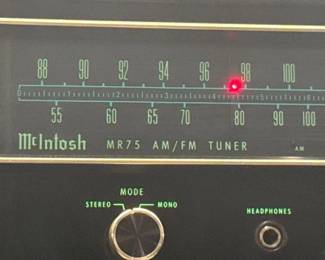 88 90 92 94 96 98 100
55 60 65 70 80 90 100
McIntosh MR75 AM/FM TUNER AM
MODE
STEREO MONO
HEADPHONES